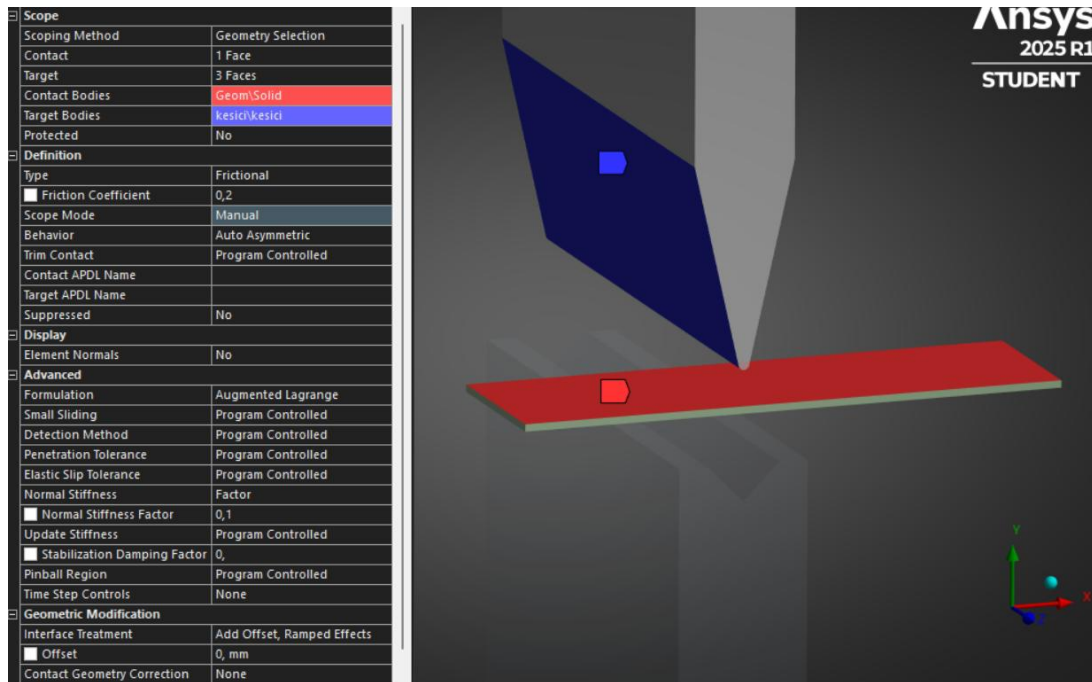 Scope
Scoping Method Geometry Selection
Contact 1 Face
Target 3 Faces
Contact Bodies Geom\Solid
Target Bodies kesici\kesici
Protected No
Definition
Type Frictional
Friction Coefficient 0,2
Scope Mode Manual
Behavior Auto Asymmetric
Trim Contact Program Controlled
Contact APDL Name
Target APDL Name
Suppressed No
Display
Element Normals No
Advanced
Formulation Augmented Lagrange
Small Sliding Program Controlled
Detection Method Program Controlled
Penetration Tolerance Program Controlled
Elastic Slip Tolerance Program Controlled
Normal Stiffness Factor
Normal Stiffness Factor 0,1
Update Stiffness Program Controlled
Stabilization Damping Factor 0,
Pinball Region Program Controlled
Time Step Controls None
Geometric Modification
Interface Treatment Add Offset, Ramped Effects
Offset 0, mm
Contact Geometry Correction None
Ansys
2025 R1
STUDENT
Y
X
Z